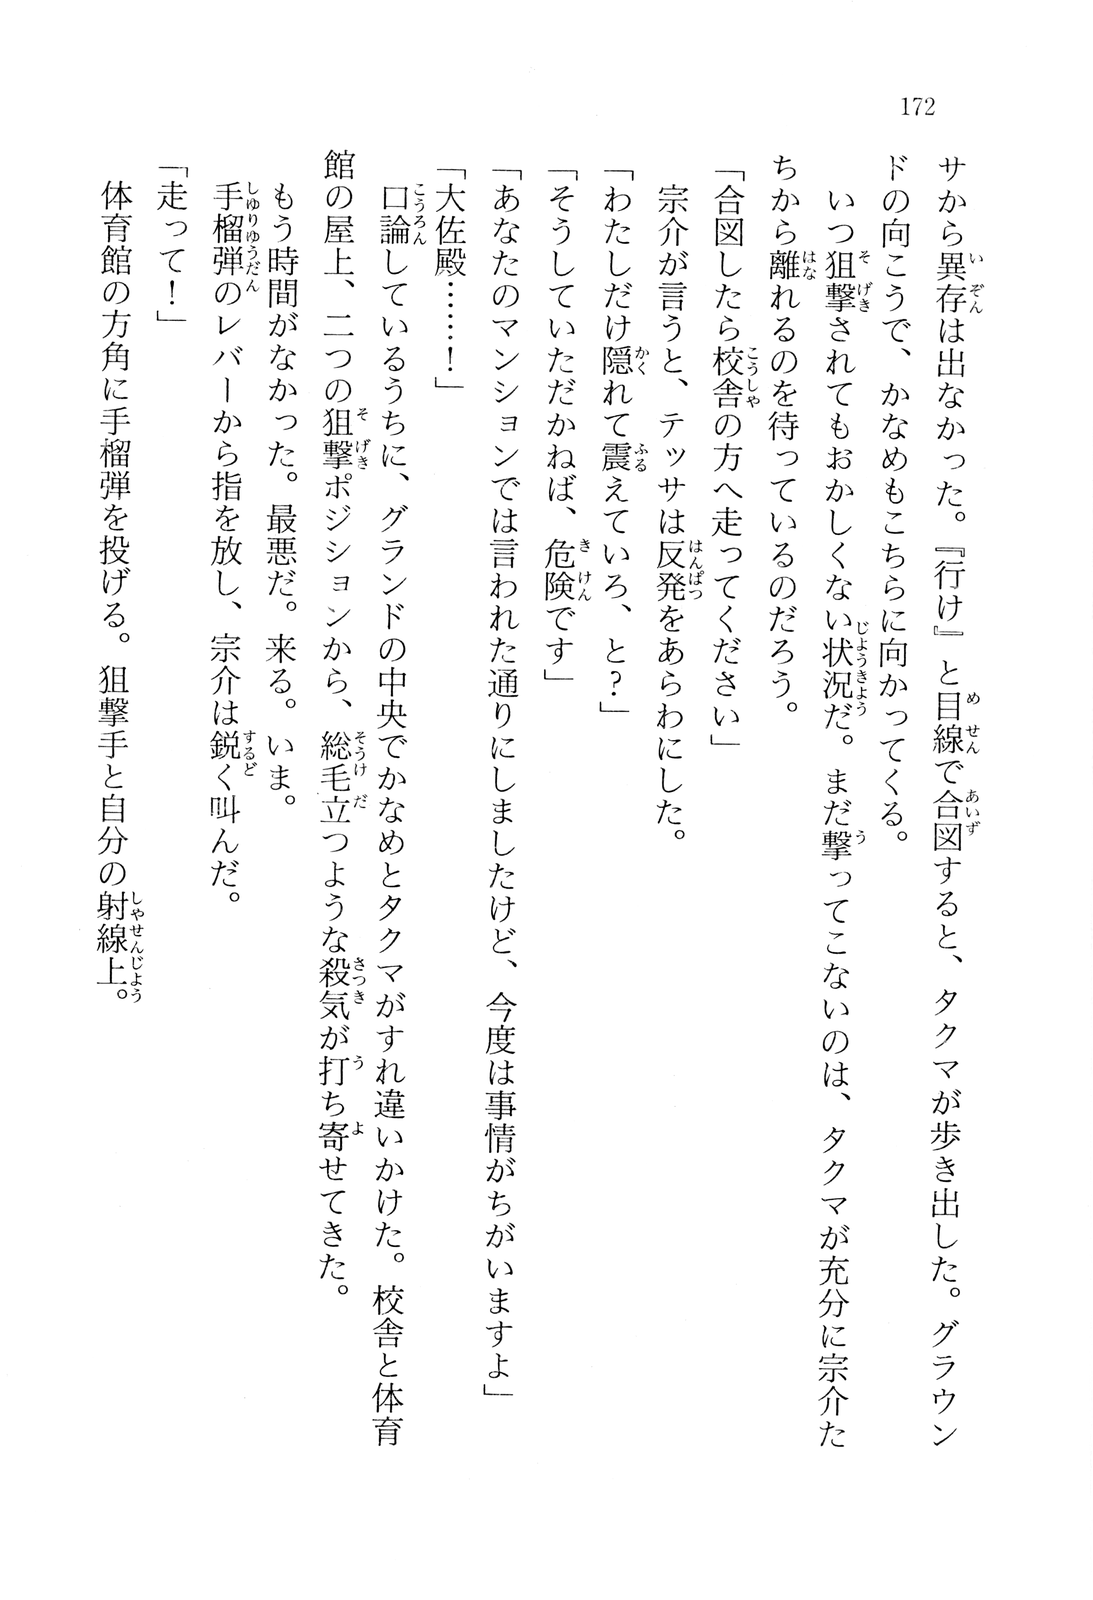 172
サから異存は出なかった。『行け』と目線で合図すると、タクマが歩き出した。グラウン
ドの向こうで、かなめもこちらに向かってくる。
いつ狙撃されてもおかしくない状況だ。まだ撃ってこないのは、タクマが充分に宗介た
ちから離れるのを待っているのだろう。
「合図したら校舎の方へ走ってください」
宗介が言うと、テッサは反発をあらわにした。
「わたしだけ隠れて震えていろ、と?」
「そうしていただかねば、危険です」
「あなたのマンションでは言われた通りにしましたけど、今度は事情がちがいますよ」
「大佐殿……!」
口論しているうちに、グランドの中央でかなめとタクマがすれ違いかけた。校舎と体育
館の屋上、二つの狙撃ポジションから、総毛立つような殺気が打ち寄せてきた。
もう時間がなかった。最悪だ。来る。いま。
手榴弾のレバーから指を放し、宗介は鋭く叫んだ。
「走って!」
体育館の方角に手榴弾を投げる。狙撃手と自分の射線上。